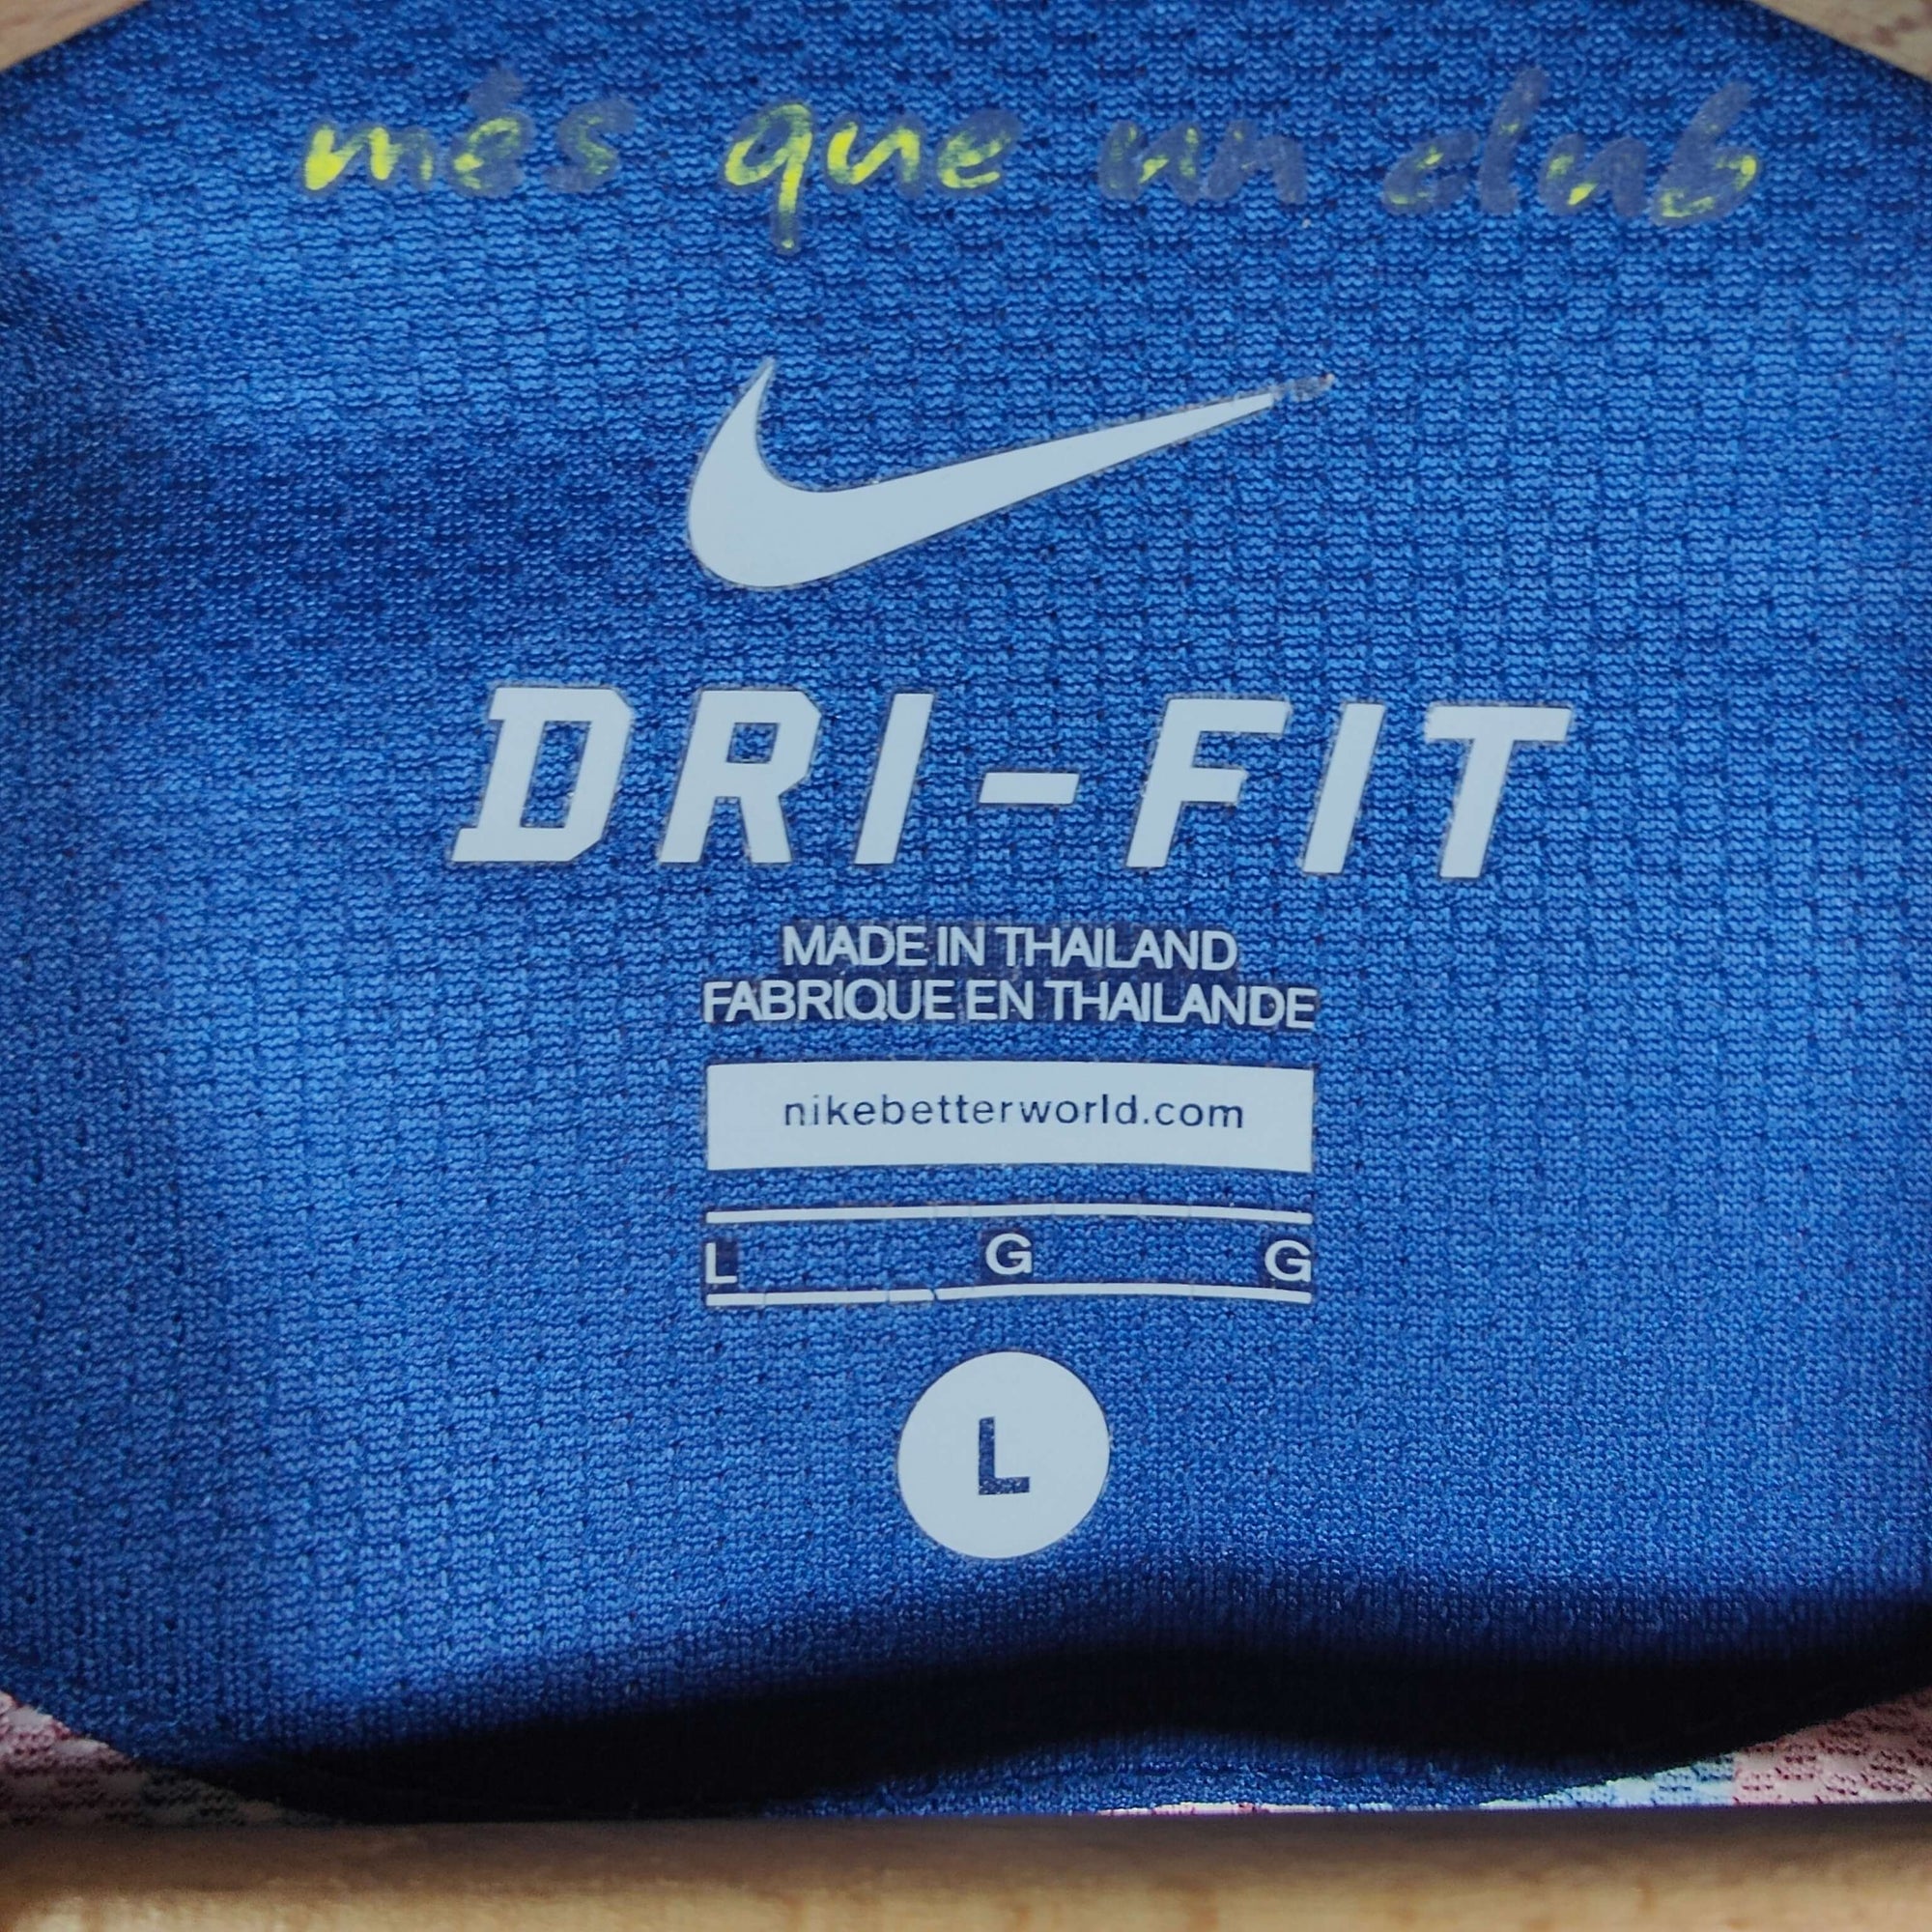 més que un club
DRI-FIT
MADE IN THAILAND
FABRIQUE EN THAILANDE
nikebetterworld.com
L G G
L